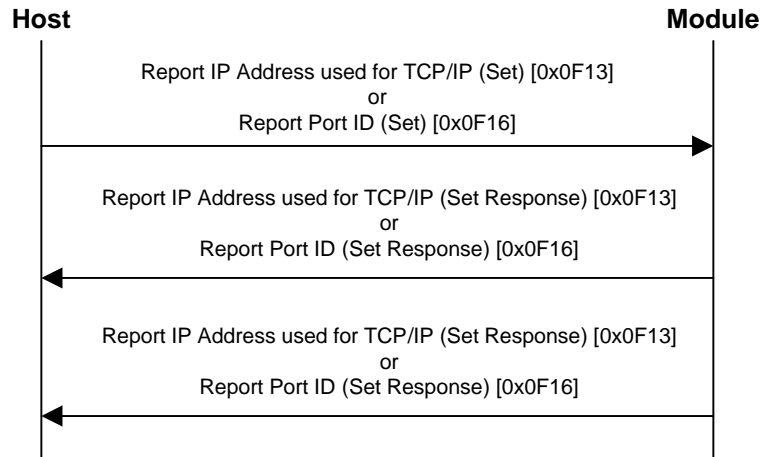 Host
Module
Report IP Address used for TCP/IP (Set) [0x0F13]
or
Report Port ID (Set) [0x0F16]
Report IP Address used for TCP/IP (Set Response) [0x0F13]
or
Report Port ID (Set Response) [0x0F16]
Report IP Address used for TCP/IP (Set Response) [0x0F13]
or
Report Port ID (Set Response) [0x0F16]